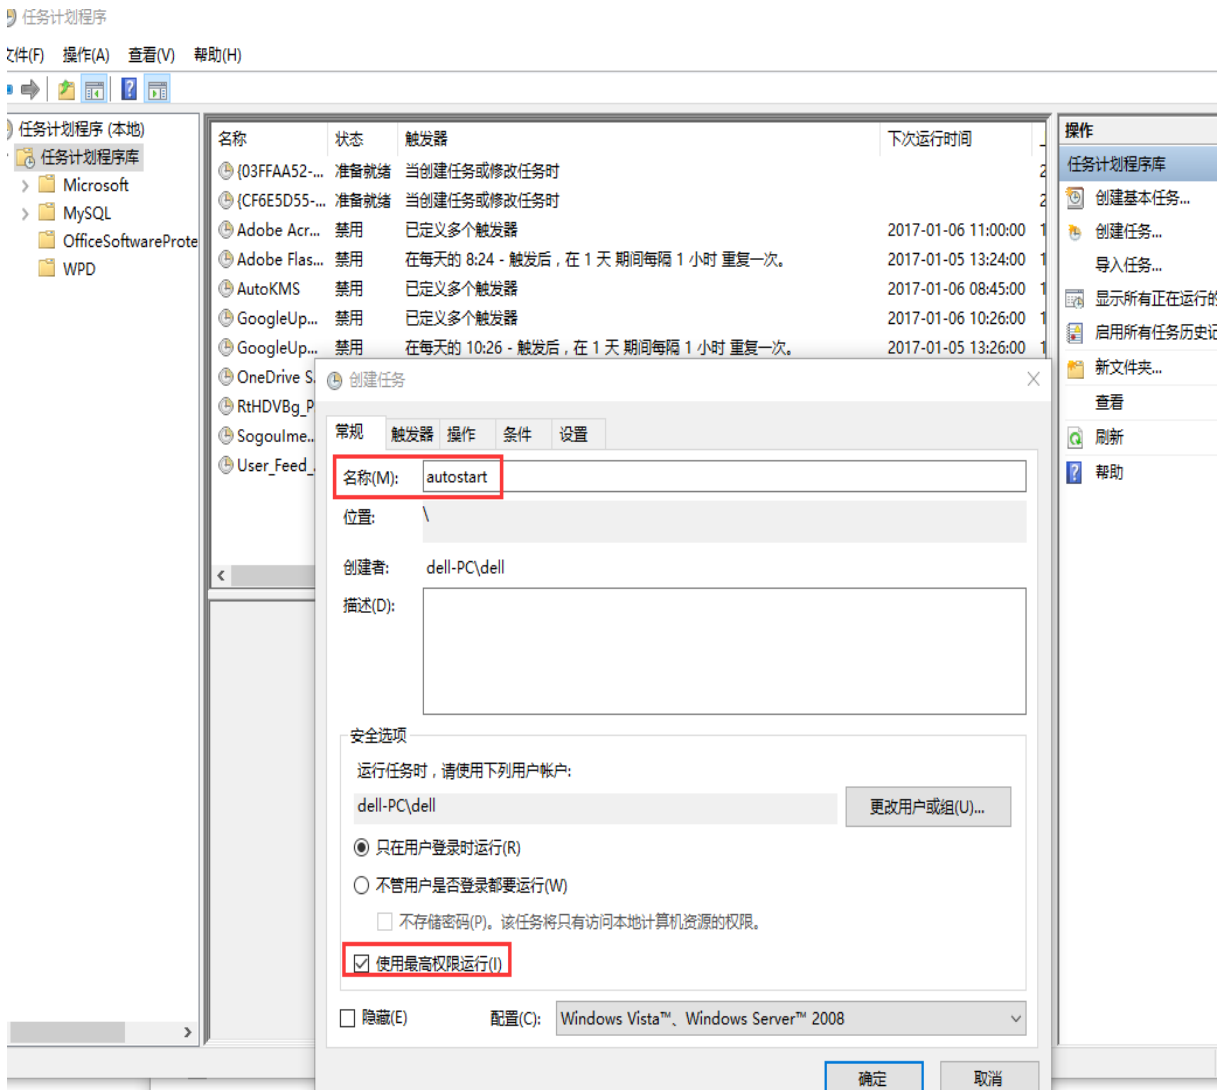 任务计划程序
文件(F) 操作(A) 查看(V) 帮助(H)
任务计划程序 (本地)
任务计划程序库
Microsoft
MySQL
OfficeSoftwareProte
WPD
名称 状态 触发器 下次运行时间
{03FFAA52-... 准备就绪 当创建任务或修改任务时 2
{CF6E5D55-... 准备就绪 当创建任务或修改任务时 2
Adobe Acr... 禁用 已定义多个触发器 2017-01-06 11:00:00 1
Adobe Flas... 禁用 在每天的 8:24 - 触发后，在 1 天 期间每隔 1 小时 重复一次。 2017-01-05 13:24:00 1
AutoKMS 禁用 已定义多个触发器 2017-01-06 08:45:00 1
GoogleUp... 禁用 已定义多个触发器 2017-01-06 10:26:00 1
GoogleUp... 禁用 在每天的 10:26 - 触发后，在 1 天 期间每隔 1 小时 重复一次。 2017-01-05 13:26:00 1
OneDrive S
RtHDVBg_P
SogouIme..
User_Feed_
操作
任务计划程序库
创建基本任务...
创建任务...
导入任务...
显示所有正在运行的
启用所有任务历史记
新文件夹...
查看
刷新
帮助
创建任务
常规 触发器 操作 条件 设置
名称(M): autostart
位置: \
创建者: dell-PC\dell
描述(D):
安全选项
运行任务时，请使用下列用户帐户:
dell-PC\dell 更改用户或组(U)...
只在用户登录时运行(R)
不管用户是否登录都要运行(W)
不存储密码(P)。该任务将只有访问本地计算机资源的权限。
使用最高权限运行(I)
隐藏(E) 配置(C): Windows Vista™、Windows Server™ 2008
确定 取消